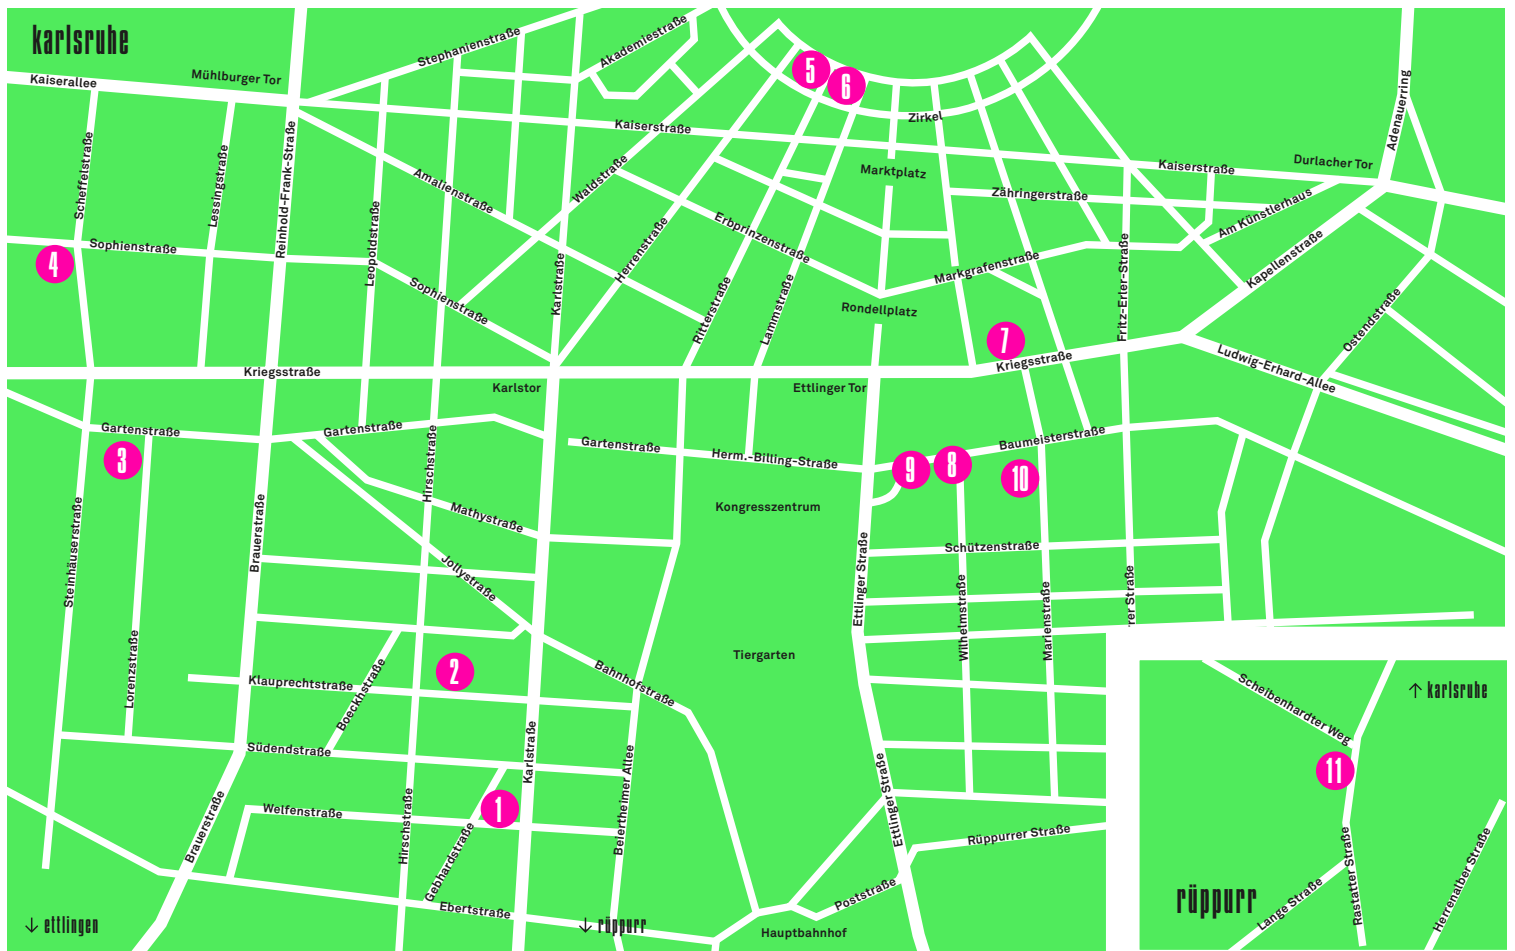 karlsruhe
Kaiserallee
Mühlburger Tor
Stephanienstraße
Akademiestraße
5
6
Zirkel
Adenauerring
Kaiserstraße
Kaiserstraße
Durlacher Tor
Scheffelstraße
Lessingstraße
Reinhold-Frank-Straße
Leopoldstraße
Amalienstraße
Waldstraße
Marktplatz
Zähringerstraße
Am Künstlerhaus
4
Sophienstraße
Sophienstraße
Karlstraße
Herrenstraße
Erbprinzenstraße
Ritterstraße
Lammstraße
Markgrafenstraße
Fritz-Erler-Straße
Kapellenstraße
Rondellplatz
7
Kriegsstraße
Ostendstraße
Ludwig-Erhard-Allee
Kriegsstraße
Karlstor
Ettlinger Tor
Gartenstraße
Gartenstraße
Gartenstraße
Herm.-Billing-Straße
Baumeisterstraße
3
9
8
10
Hirschstraße
Kongresszentrum
Mathystraße
Steinhäuserstraße
Brauerstraße
Jollystraße
Ettlinger Straße
Schützenstraße
Wilhelmstraße
Marienstraße
rer Straße
Lorenzstraße
Tiergarten
2
Klauprechtstraße
Boeckhstraße
Bahnhofstraße
Südendstraße
Karlstraße
Beiertheimer Allee
Ettlinger Straße
1
Welfenstraße
Brauerstraße
Hirschstraße
Gebhardstraße
Rüppurrer Straße
Poststraße
Ebertstraße
Hauptbahnhof
↓ ettlingen
↓ rüppurr
↑ karlsruhe
Scheibenhardter Weg
11
Rastatter Straße
Lange Straße
Herrenalber Straße
rüppurr